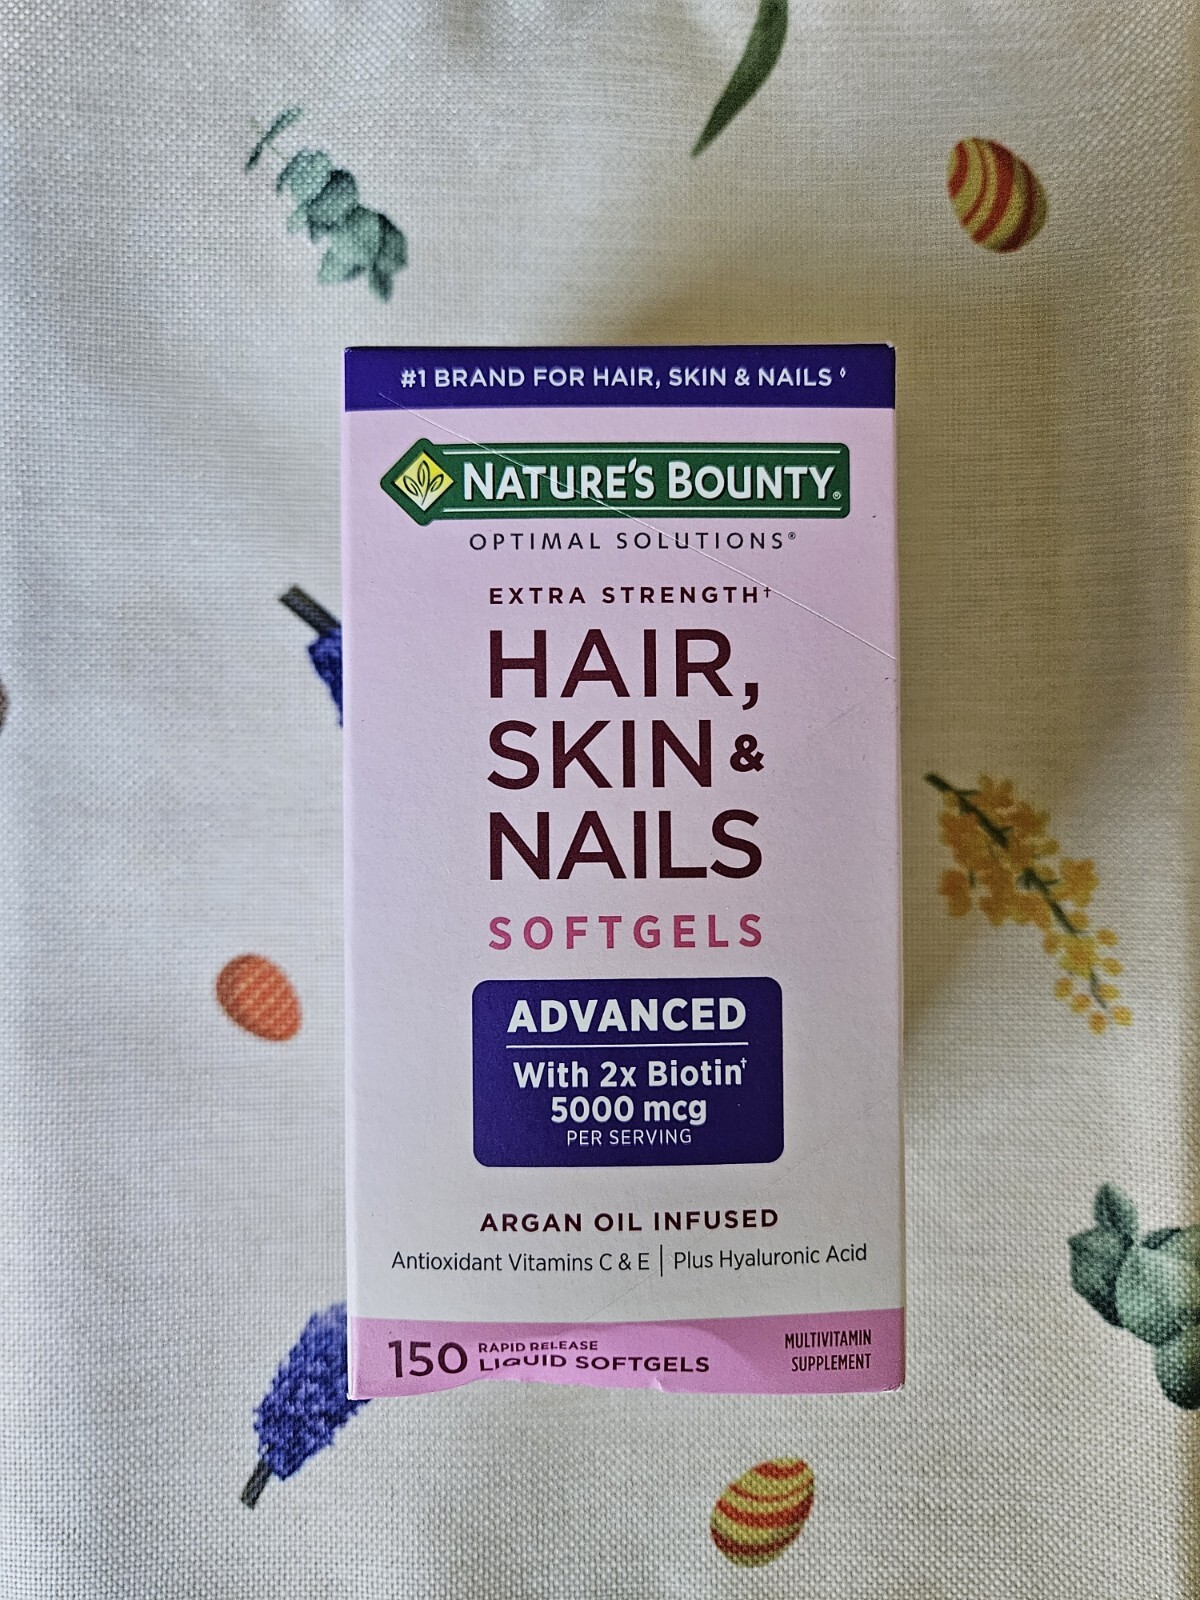 #1 BRAND FOR HAIR, SKIN & NAILS ◊
NATURE'S BOUNTY®
OPTIMAL SOLUTIONS®
EXTRA STRENGTH†
HAIR,
SKIN &
NAILS
SOFTGELS
ADVANCED
With 2x Biotin†
5000 mcg
PER SERVING
ARGAN OIL INFUSED
Antioxidant Vitamins C & E | Plus Hyaluronic Acid
150 RAPID RELEASE
LIQUID SOFTGELS
MULTIVITAMIN
SUPPLEMENT